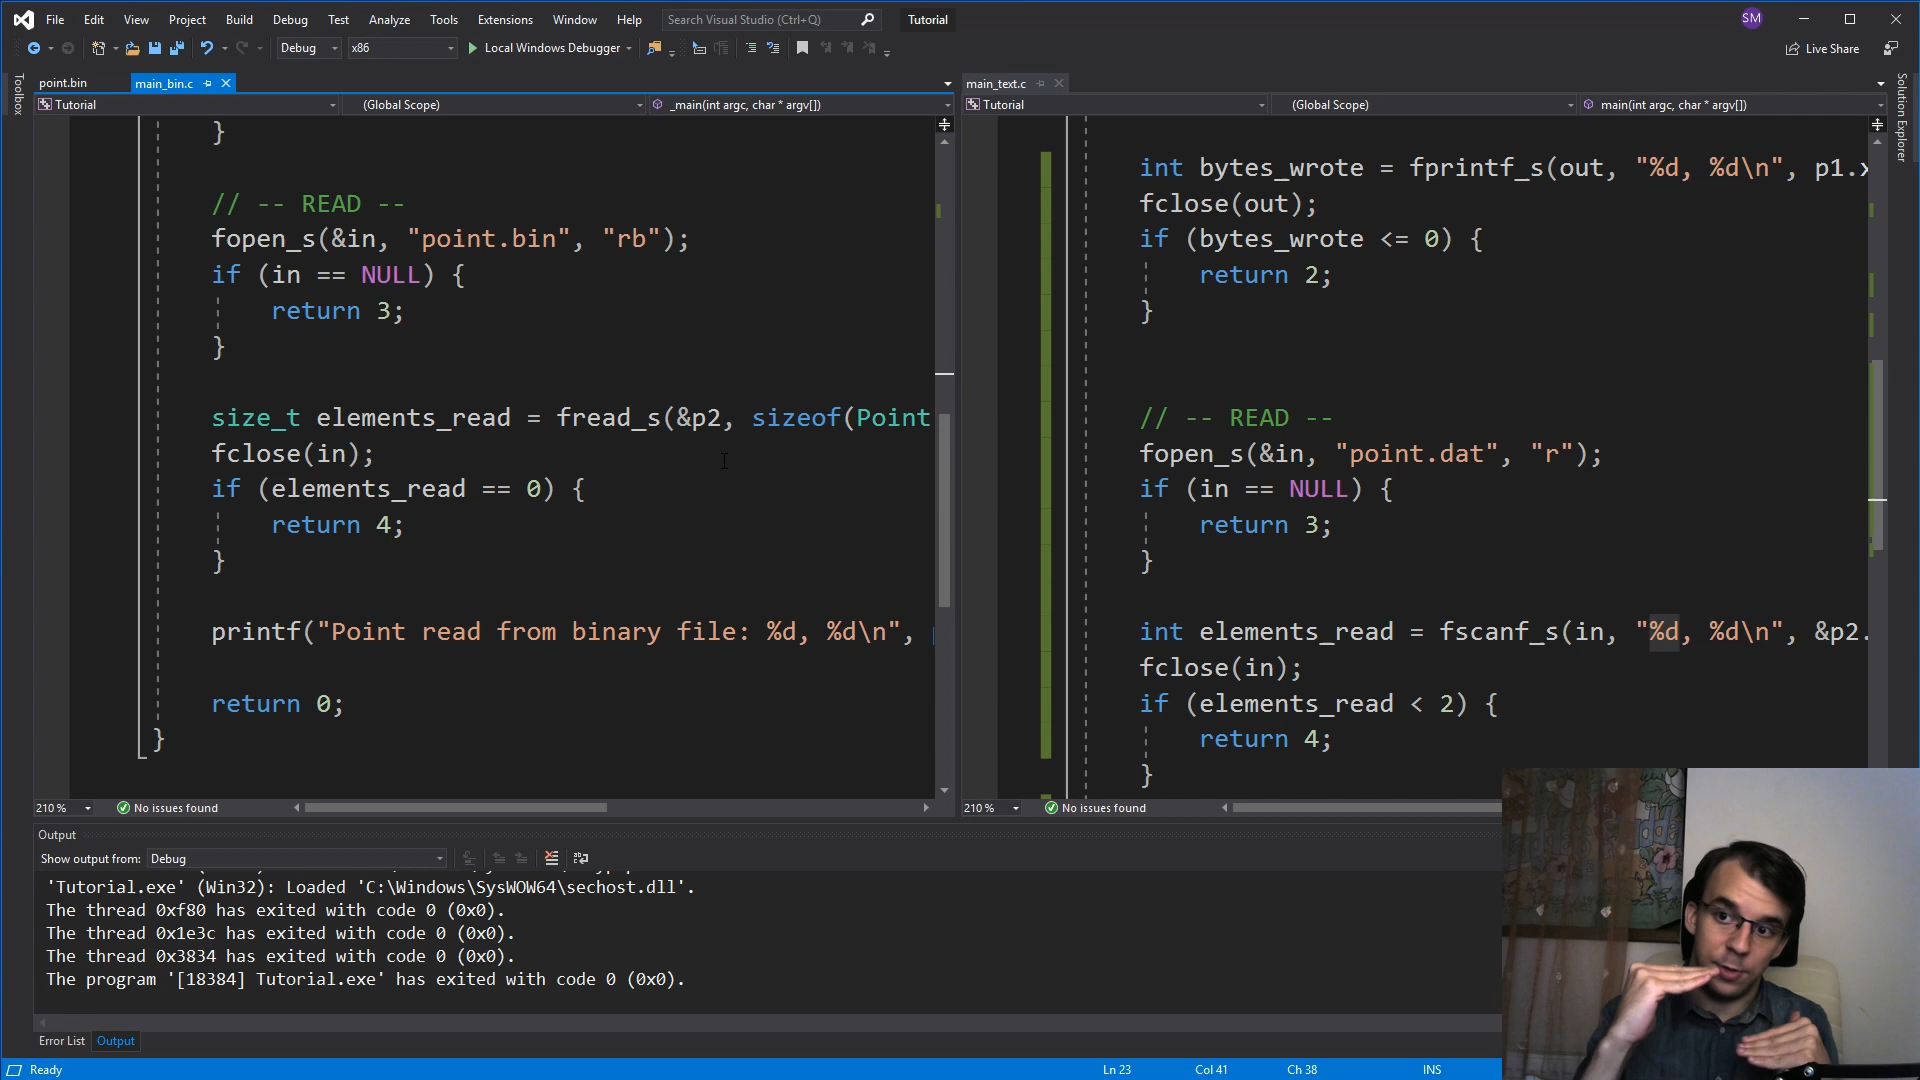 File Edit View Project Build Debug Test Analyze Tools Extensions Window Help Search Visual Studio (Ctrl+Q) Tutorial SM
Debug x86 Local Windows Debugger Live Share
Toolbox
point.bin main_bin.c
Tutorial (Global Scope) _main(int argc, char * argv[])
}
// -- READ --
fopen_s(&in, "point.bin", "rb");
if (in == NULL) {
return 3;
}
size_t elements_read = fread_s(&p2, sizeof(Point
fclose(in);
if (elements_read == 0) {
return 4;
}
printf("Point read from binary file: %d, %d\n",
return 0;
}
210 % No issues found
main_text.c
Tutorial (Global Scope) main(int argc, char * argv[])
int bytes_wrote = fprintf_s(out, "%d, %d\n", p1.x
fclose(out);
if (bytes_wrote <= 0) {
return 2;
}
// -- READ --
fopen_s(&in, "point.dat", "r");
if (in == NULL) {
return 3;
}
int elements_read = fscanf_s(in, "%d, %d\n", &p2.
fclose(in);
if (elements_read < 2) {
return 4;
}
210 % No issues found
Solution Explorer
Output
Show output from: Debug
'Tutorial.exe' (Win32): Loaded 'C:\Windows\SysWOW64\sechost.dll'.
The thread 0xf80 has exited with code 0 (0x0).
The thread 0x1e3c has exited with code 0 (0x0).
The thread 0x3834 has exited with code 0 (0x0).
The program '[18384] Tutorial.exe' has exited with code 0 (0x0).
Error List Output
Ready Ln 23 Col 41 Ch 38 INS